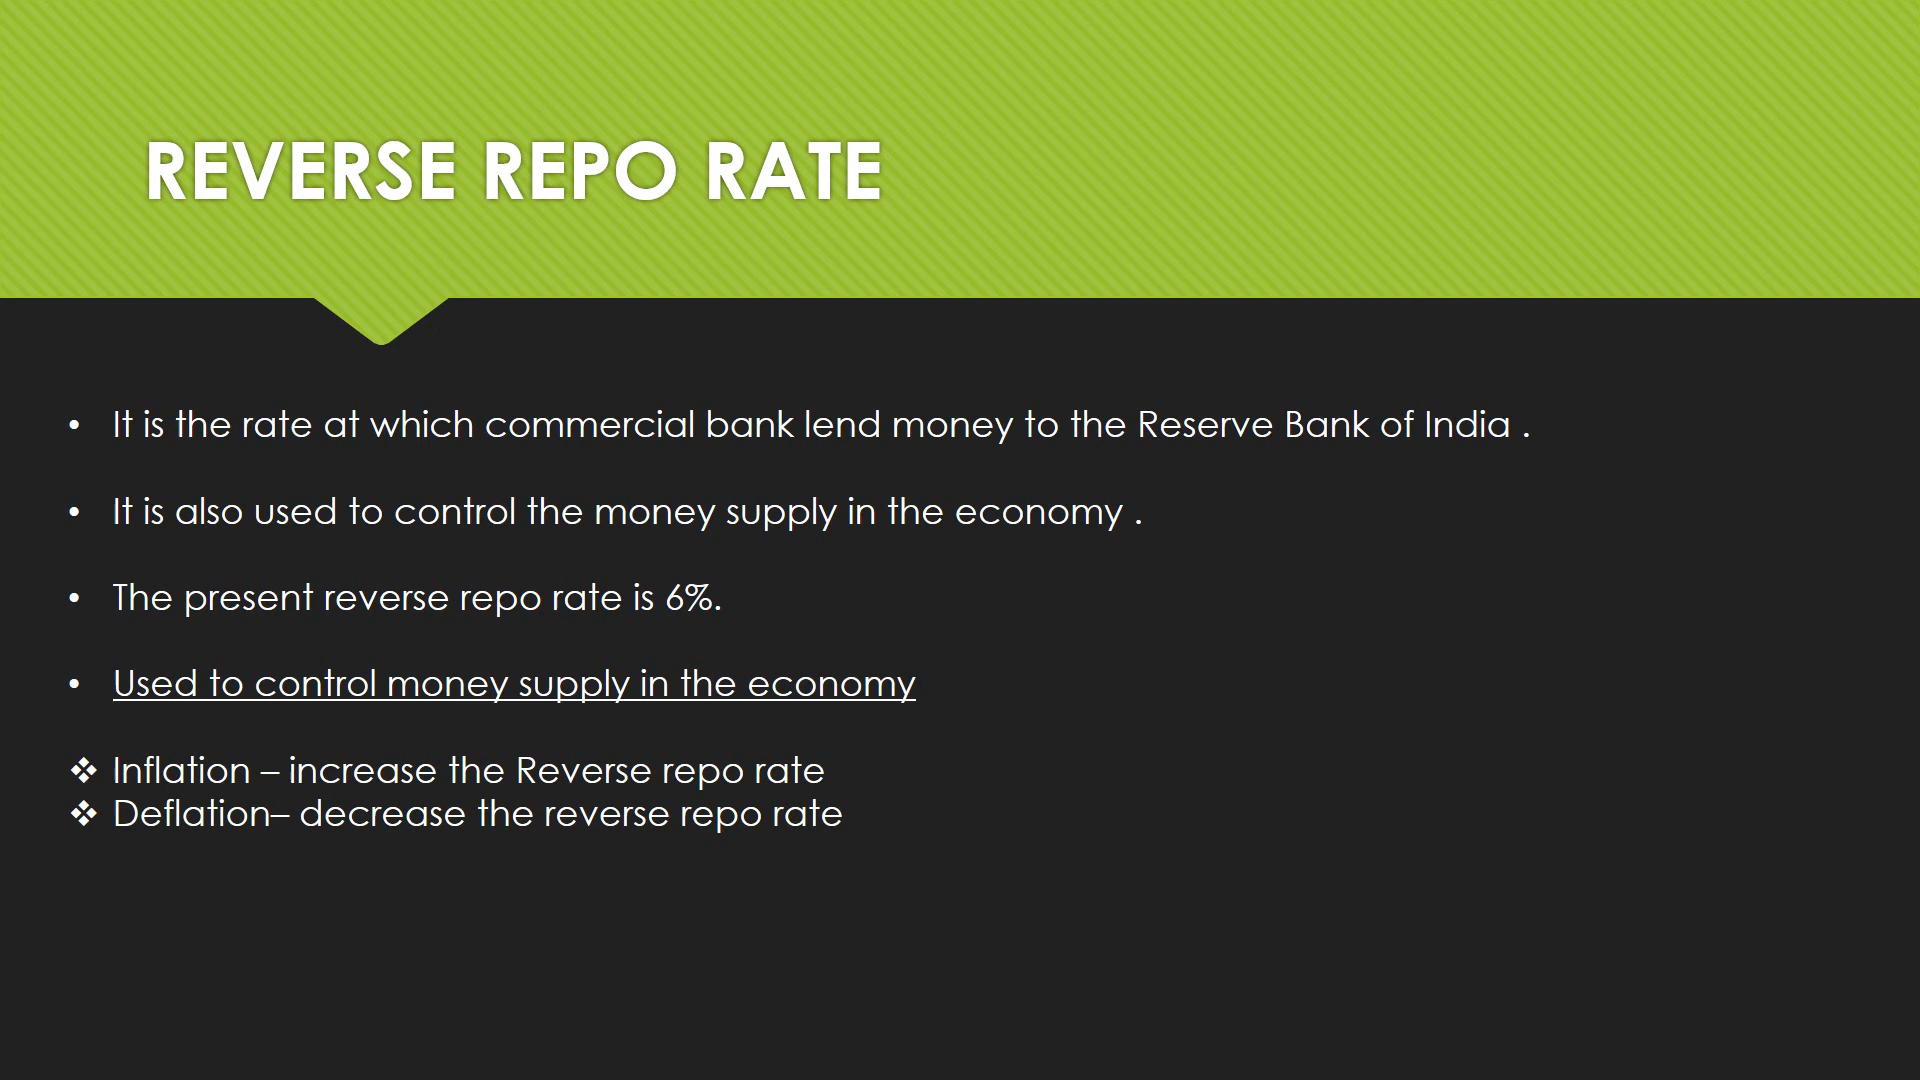 REVERSE REPO RATE
• It is the rate at which commercial bank lend money to the Reserve Bank of India .
• It is also used to control the money supply in the economy .
• The present reverse repo rate is 6%.
• Used to control money supply in the economy
❖ Inflation – increase the Reverse repo rate
❖ Deflation– decrease the reverse repo rate